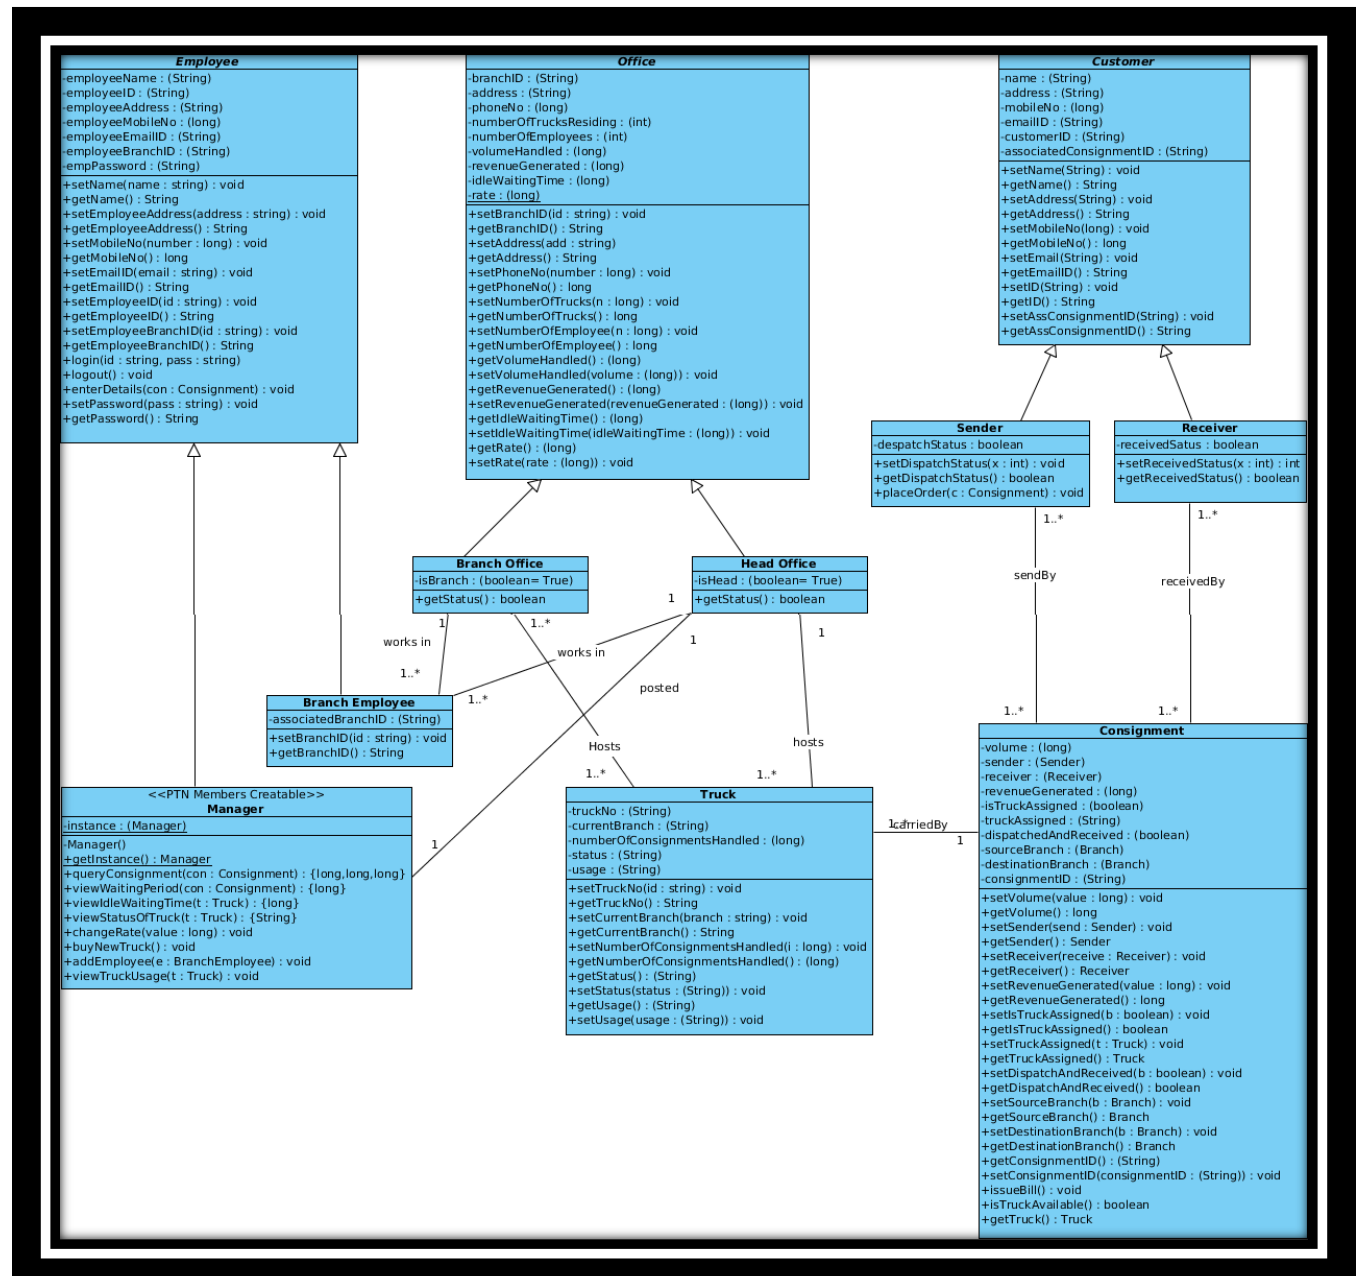 Employee
-employeeName : (String)
-employeeID : (String)
-employeeAddress : (String)
-employeeMobileNo : (long)
-employeeEmailID : (String)
-employeeBranchID : (String)
-empPassword : (String)
+setName(name : string) : void
+getName() : String
+setEmployeeAddress(address : string) : void
+getEmployeeAddress() : String
+setMobileNo(number : long) : void
+getMobileNo() : long
+setEmailID(email : string) : void
+getEmailID() : String
+setEmployeeID(id : string) : void
+getEmployeeID() : String
+setEmployeeBranchID(id : string) : void
+getEmployeeBranchID() : String
+login(id : string, pass : string)
+logout() : void
+enterDetails(con : Consignment) : void
+setPassword(pass : string) : void
+getPassword() : String
Office
-branchID : (String)
-address : (String)
-phoneNo : (long)
-numberOfTrucksResiding : (int)
-numberOfEmployees : (int)
-volumeHandled : (long)
-revenueGenerated : (long)
-idleWaitingTime : (long)
-rate : (long)
+setBranchID(id : string) : void
+getBranchID() : String
+setAddress(add : string)
+getAddress() : String
+setPhoneNo(number : long) : void
+getPhoneNo() : long
+setNumberOfTrucks(n : long) : void
+getNumberOfTrucks() : long
+setNumberOfEmployee(n : long) : void
+getNumberOfEmployee() : long
+getVolumeHandled() : (long)
+setVolumeHandled(volume : (long)) : void
+getRevenueGenerated() : (long)
+setRevenueGenerated(revenueGenerated : (long)) : void
+getIdleWaitingTime() : (long)
+setIdleWaitingTime(idleWaitingTime : (long)) : void
+getRate() : (long)
+setRate(rate : (long)) : void
Customer
-name : (String)
-address : (String)
-mobileNo : (long)
-emailID : (String)
-customerID : (String)
-associatedConsignmentID : (String)
+setName(String) : void
+getName() : String
+setAddress(String) : void
+getAddress() : String
+setMobileNo(long) : void
+getMobileNo() : long
+setEmail(String) : void
+getEmailID() : String
+setID(String) : void
+getID() : String
+setAssConsignmentID(String) : void
+getAssConsignmentID() : String
Sender
-despatchStatus : boolean
+setDispatchStatus(x : int) : void
+getDispatchStatus() : boolean
+placeOrder(c : Consignment) : void
Receiver
-receivedSatus : boolean
+setReceivedStatus(x : int) : int
+getReceivedStatus() : boolean
1..*
1..*
sendBy
receivedBy
1..*
1..*
Branch Office
-isBranch : (boolean= True)
+getStatus() : boolean
Head Office
-isHead : (boolean= True)
+getStatus() : boolean
1
1
1..*
1
1
works in
works in
1..*
1..*
posted
Hosts
hosts
1..*
1..*
Branch Employee
-associatedBranchID : (String)
+setBranchID(id : string) : void
+getBranchID() : String
<<PTN Members Creatable>>
Manager
-instance : (Manager)
-Manager()
+getInstance() : Manager
+queryConsignment(con : Consignment) : {long,long,long}
+viewWaitingPeriod(con : Consignment) : {long}
+viewIdleWaitingTime(t : Truck) : {long}
+viewStatusOfTruck(t : Truck) : {String}
+changeRate(value : long) : void
+buyNewTruck() : void
+addEmployee(e : BranchEmployee) : void
+viewTruckUsage(t : Truck) : void
1
Truck
-truckNo : (String)
-currentBranch : (String)
-numberOfConsignmentsHandled : (long)
-status : (String)
-usage : (String)
+setTruckNo(id : string) : void
+getTruckNo() : String
+setCurrentBranch(branch : string) : void
+getCurrentBranch() : String
+setNumberOfConsignmentsHandled(i : long) : void
+getNumberOfConsignmentsHandled() : (long)
+getStatus() : (String)
+setStatus(status : (String)) : void
+getUsage() : (String)
+setUsage(usage : (String)) : void
1..*
carriedBy
1
Consignment
-volume : (long)
-sender : (Sender)
-receiver : (Receiver)
-revenueGenerated : (long)
-isTruckAssigned : (boolean)
-truckAssigned : (String)
-dispatchedAndReceived : (boolean)
-sourceBranch : (Branch)
-destinationBranch : (Branch)
-consignmentID : (String)
+setVolume(value : long) : void
+getVolume() : long
+setSender(send : Sender) : void
+getSender() : Sender
+setReceiver(receive : Receiver) : void
+getReceiver() : Receiver
+setRevenueGenerated(value : long) : void
+getRevenueGenerated() : long
+setIsTruckAssigned(b : boolean) : void
+getIsTruckAssigned() : boolean
+setTruckAssigned(t : Truck) : void
+getTruckAssigned() : Truck
+setDispatchAndReceived(b : boolean) : void
+getDispatchAndReceived() : boolean
+setSourceBranch(b : Branch) : void
+getSourceBranch() : Branch
+setDestinationBranch(b : Branch) : void
+getDestinationBranch() : Branch
+getConsignmentID() : (String)
+setConsignmentID(consignmentID : (String)) : void
+issueBill() : void
+isTruckAvailable() : boolean
+getTruck() : Truck